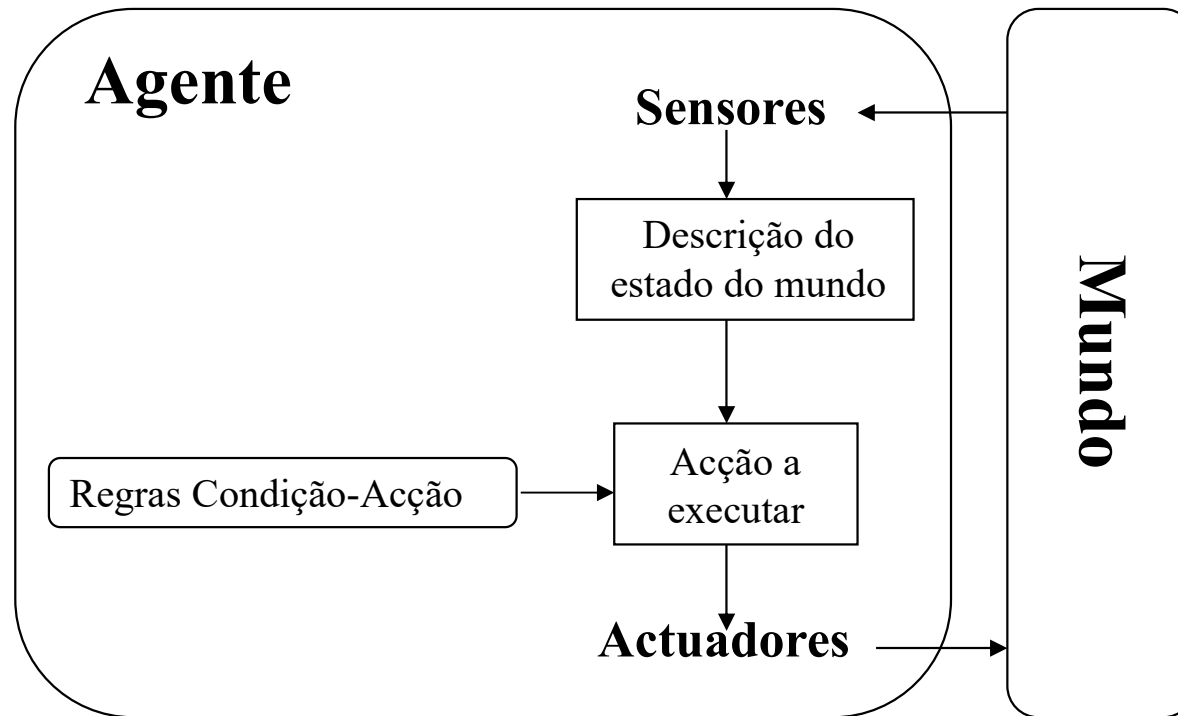 Agente
Sensores
Descrição do
estado do mundo
Regras Condição-Acção
Acção a
executar
Actuadores
Mundo